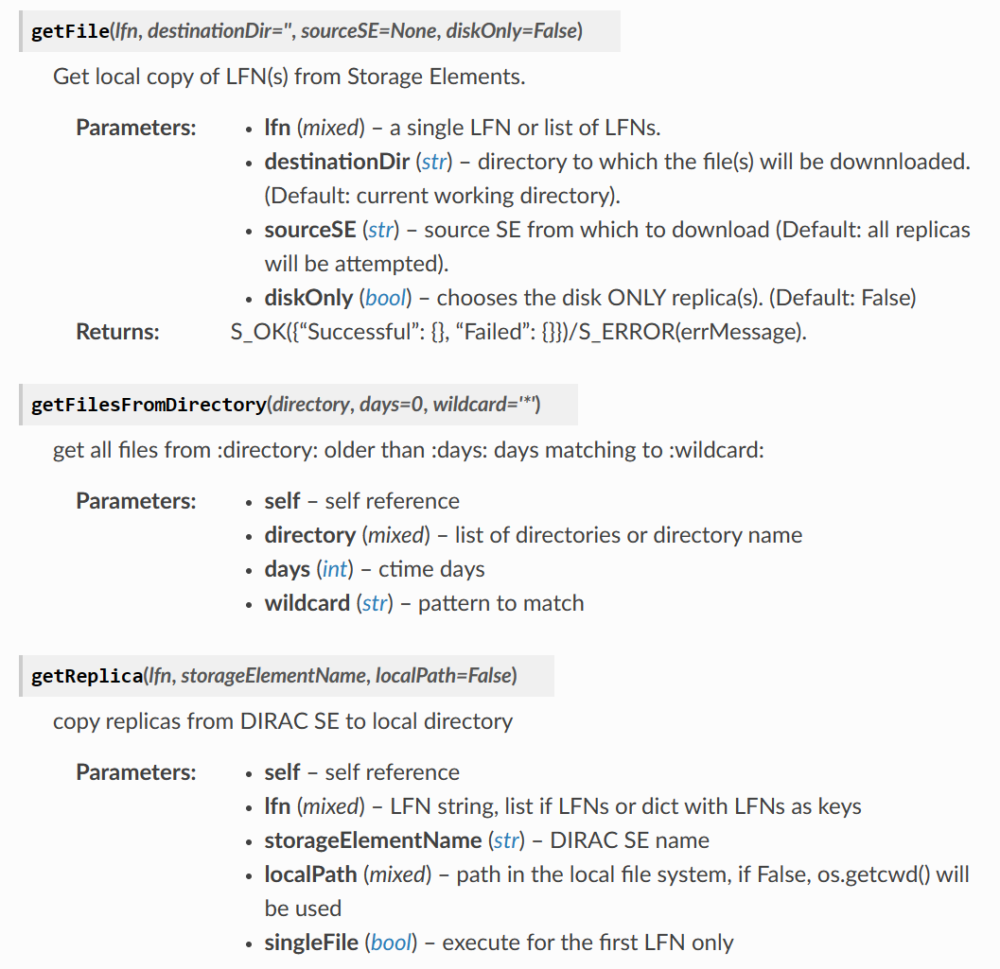 getFile(lfn, destinationDir='', sourceSE=None, diskOnly=False)
Get local copy of LFN(s) from Storage Elements.
Parameters:
• lfn (mixed) – a single LFN or list of LFNs.
• destinationDir (str) – directory to which the file(s) will be downnloaded.
(Default: current working directory).
• sourceSE (str) – source SE from which to download (Default: all replicas
will be attempted).
• diskOnly (bool) – chooses the disk ONLY replica(s). (Default: False)
Returns: S_OK({“Successful”: {}, “Failed”: {}})/S_ERROR(errMessage).
getFilesFromDirectory(directory, days=0, wildcard='*')
get all files from :directory: older than :days: days matching to :wildcard:
Parameters:
• self – self reference
• directory (mixed) – list of directories or directory name
• days (int) – ctime days
• wildcard (str) – pattern to match
getReplica(lfn, storageElementName, localPath=False)
copy replicas from DIRAC SE to local directory
Parameters:
• self – self reference
• lfn (mixed) – LFN string, list if LFNs or dict with LFNs as keys
• storageElementName (str) – DIRAC SE name
• localPath (mixed) – path in the local file system, if False, os.getcwd() will
be used
• singleFile (bool) – execute for the first LFN only